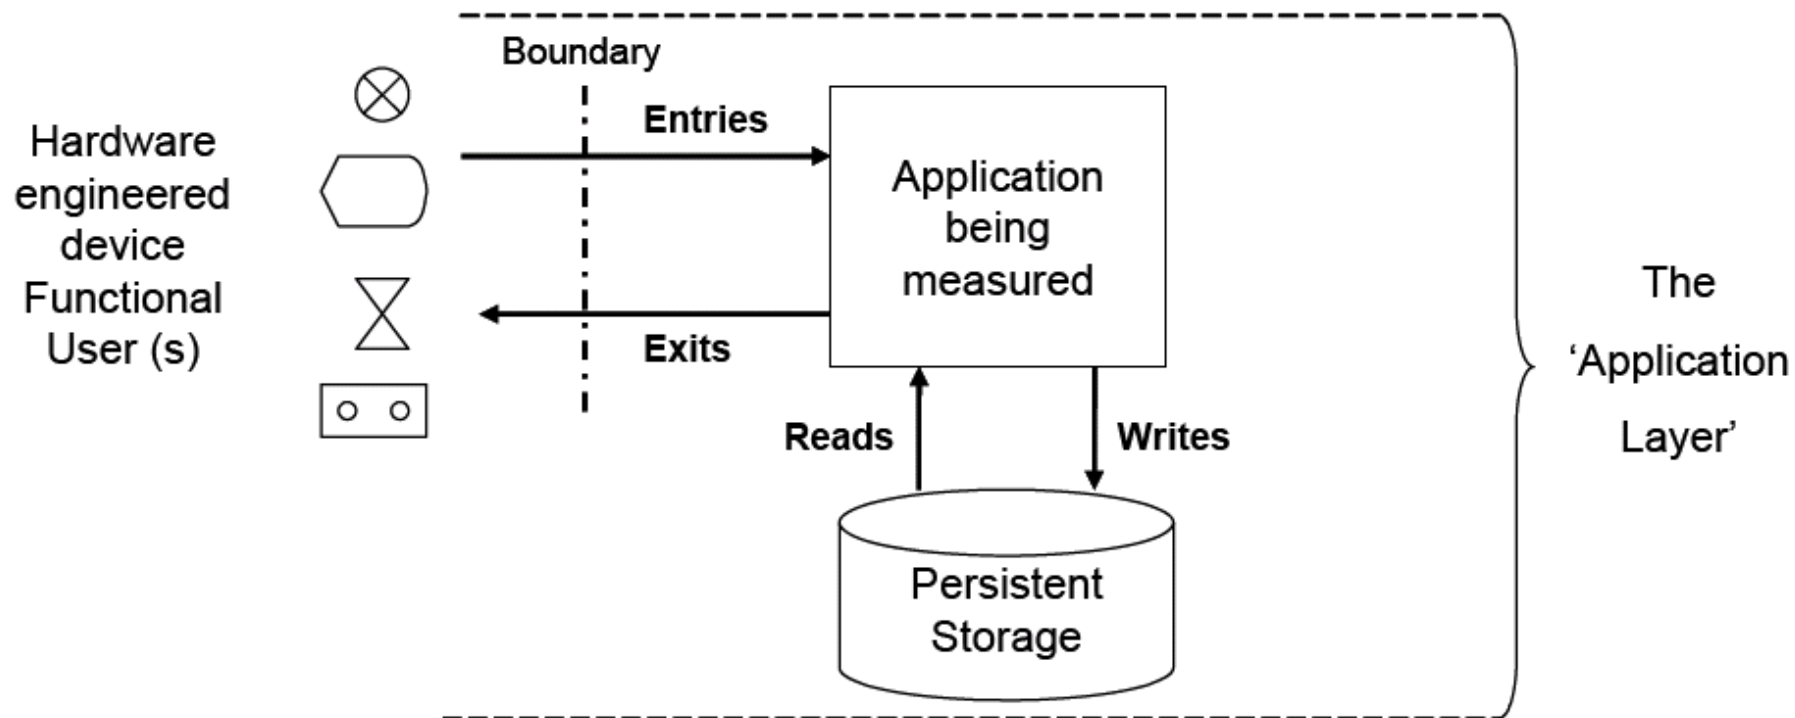 Boundary
Hardware
engineered
device
Functional
User (s)
Entries
Exits
Application
being
measured
Reads
Writes
Persistent
Storage
The
‘Application
Layer’